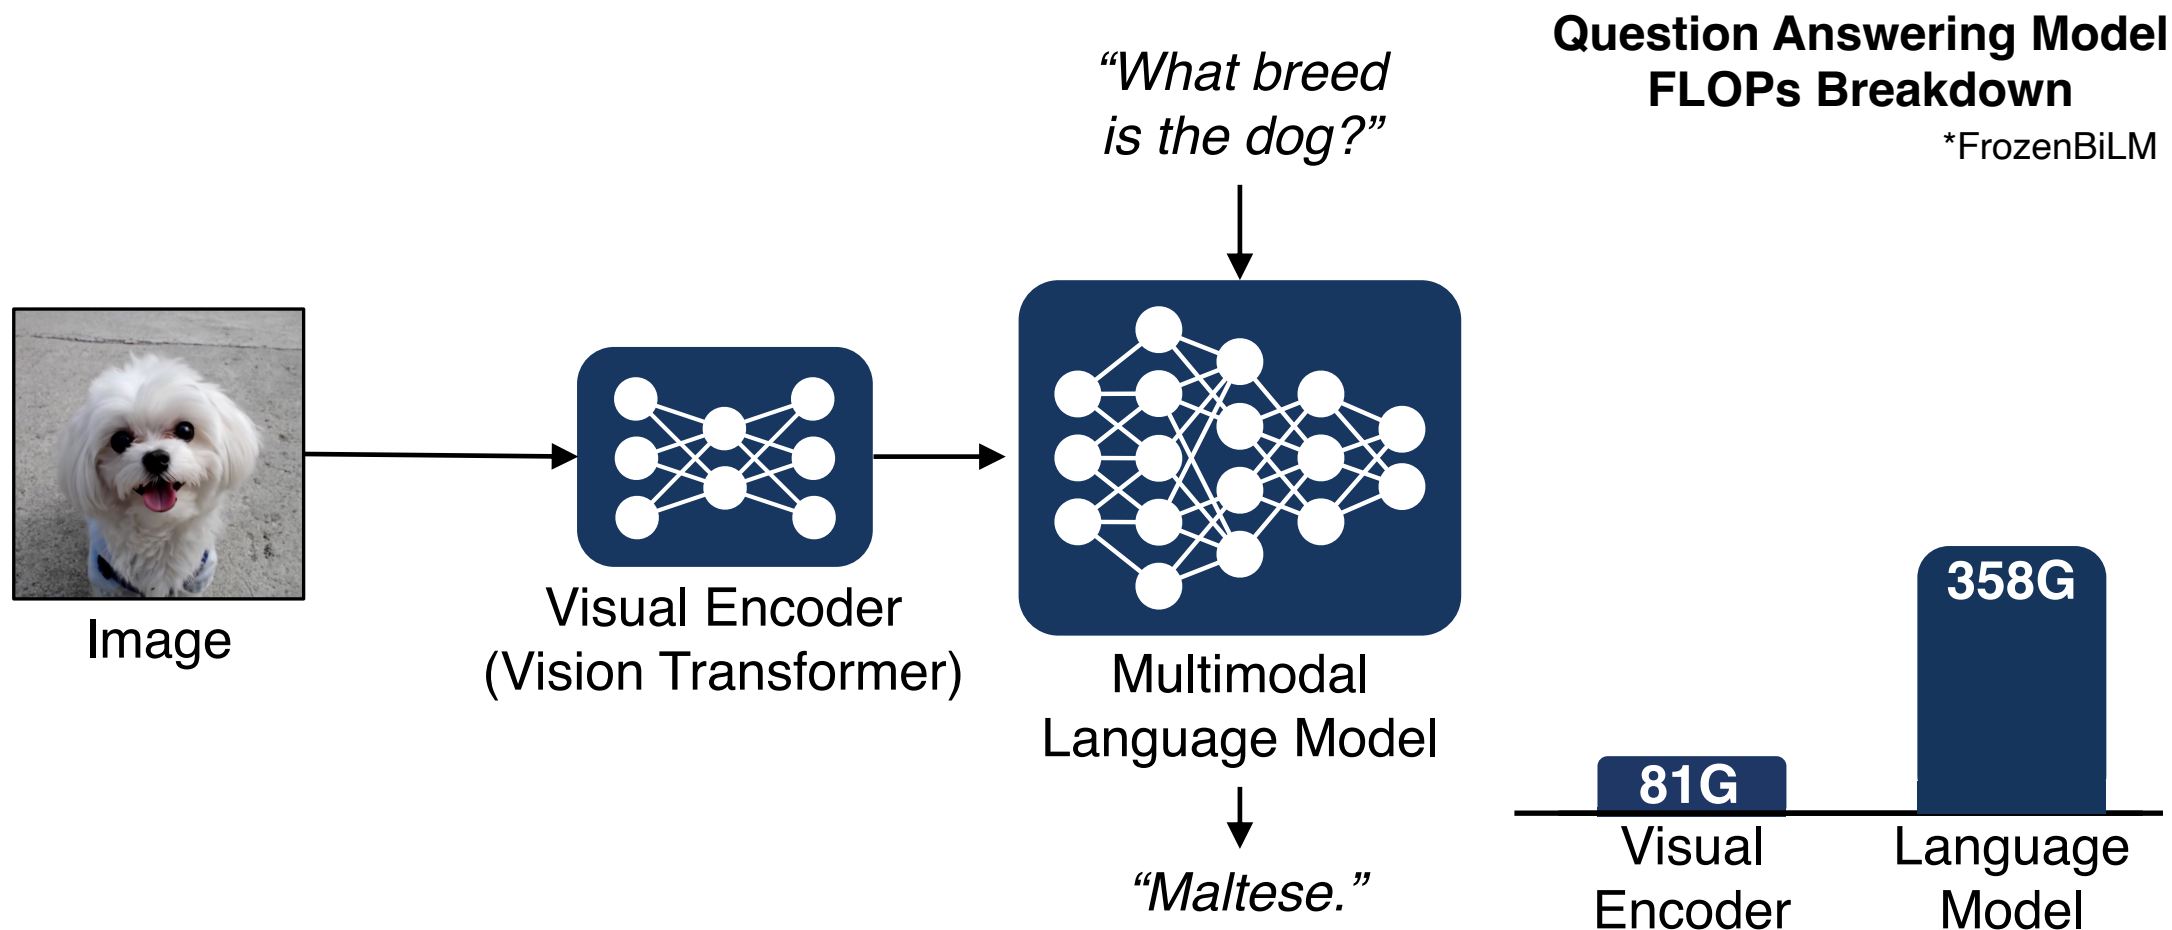 Question Answering Model
FLOPs Breakdown
*FrozenBiLM
“What breed
is the dog?”
Image
Visual Encoder
(Vision Transformer)
Multimodal
Language Model
“Maltese.”
81G
358G
Visual
Encoder
Language
Model